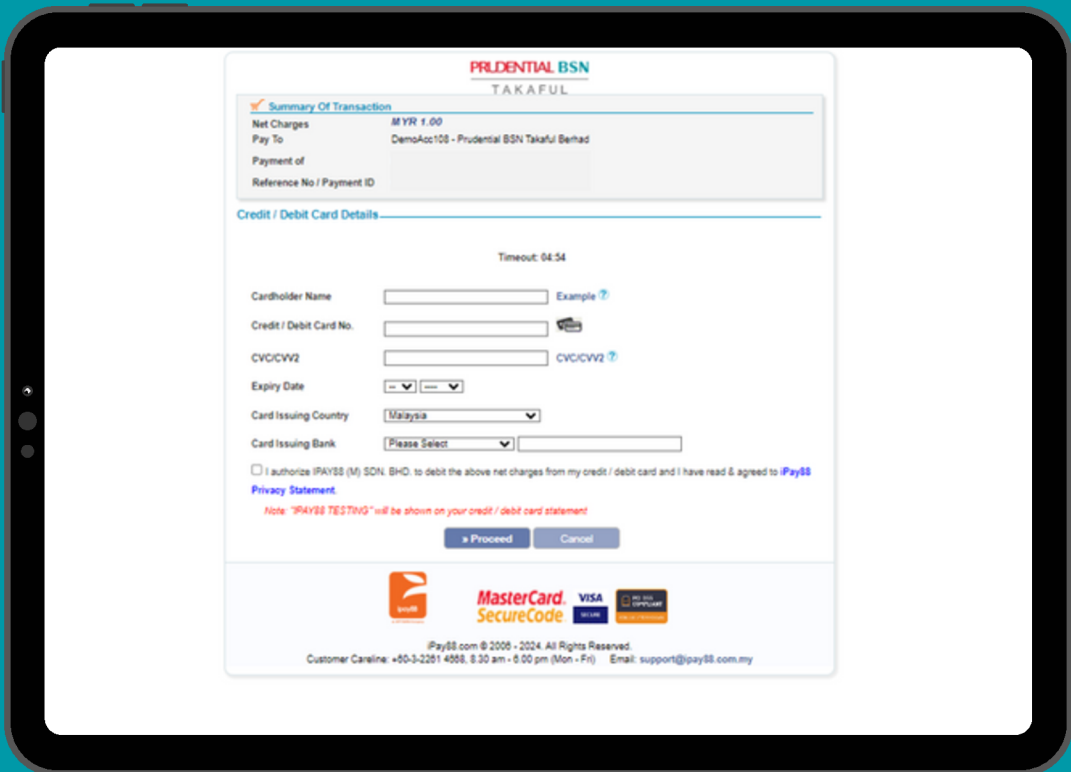 PRUDENTIAL BSN
TAKAFUL
Summary Of Transaction
Net Charges MYR 1.00
Pay To DemoAcc108 - Prudential BSN Takaful Berhad
Payment of
Reference No / Payment ID
Credit / Debit Card Details
Timeout: 04:54
Cardholder Name Example ?
Credit / Debit Card No.
CVC/CVV2 CVC/CVV2 ?
Expiry Date -- ----
Card Issuing Country Malaysia
Card Issuing Bank Please Select
I authorize IPAY88 (M) SDN. BHD. to debit the above net charges from my credit / debit card and I have read & agreed to iPay88
Privacy Statement.
Note: "IPAY88 TESTING" will be shown on your credit / debit card statement
» Proceed Cancel
ipay88
MasterCard. SecureCode
VISA SECURE
PCI DSS COMPLIANT
iPay88.com © 2006 - 2024. All Rights Reserved.
Customer Careline: +60-3-2261 4668, 8.30 am - 6.00 pm (Mon - Fri) Email: support@ipay88.com.my